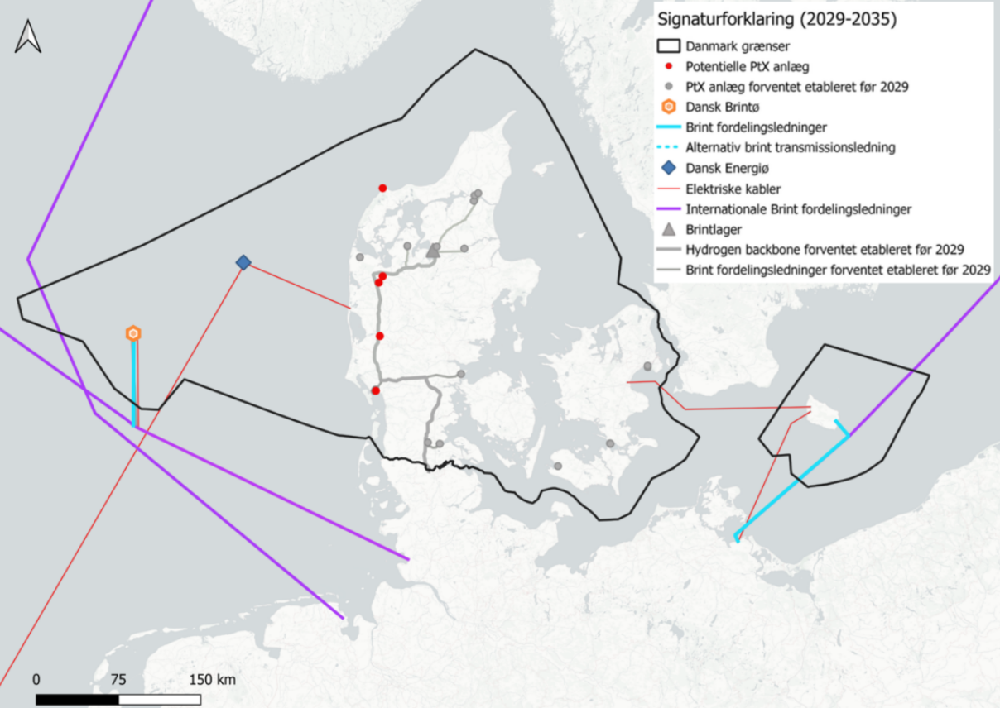 Signaturforklaring (2029-2035)
Danmark grænser
Potentielle PtX anlæg
PtX anlæg forventet etableret før 2029
Dansk Brintø
Brint fordelingsledninger
Alternativ brint transmissionsledning
Dansk Energiø
Elektriske kabler
Internationale Brint fordelingsledninger
Brintlager
Hydrogen backbone forventet etableret før 2029
Brint fordelingsledninger forventet etableret før 2029
0 75 150 km